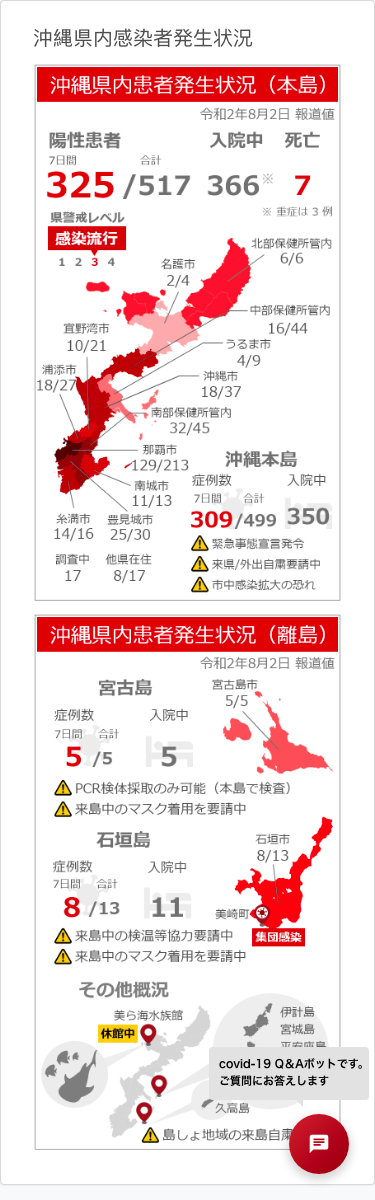 沖縄県内感染者発生状況
沖縄県内患者発生状況（本島）
令和2年8月2日 報道値
陽性患者 入院中 死亡
7日間 合計
325 /517 366※ 7
※ 重症は 3 例
県警戒レベル
感染流行
1 2 3 4
北部保健所管内
6/6
名護市
2/4
中部保健所管内
16/44
宜野湾市
10/21
うるま市
4/9
浦添市
18/27
沖縄市
18/37
南部保健所管内
32/45
那覇市
129/213
南城市
11/13
糸満市
14/16
豊見城市
25/30
調査中
17
他県在住
8/17
沖縄本島
症例数 入院中
7日間 合計
309/499 350
緊急事態宣言発令
来県/外出自粛要請中
市中感染拡大の恐れ
沖縄県内患者発生状況（離島）
令和2年8月2日 報道値
宮古島
症例数 入院中
7日間 合計
5 /5 5
宮古島市
5/5
PCR検体採取のみ可能（本島で検査）
来島中のマスク着用を要請中
石垣島
症例数 入院中
7日間 合計
8 /13 11
石垣市
8/13
美崎町
集団感染
来島中の検温等協力要請中
来島中のマスク着用を要請中
その他概況
美ら海水族館
休館中
伊計島
宮城島
平安座島
久高島
島しょ地域の来島自粛
covid-19 Q&Aボットです。
ご質問にお答えします